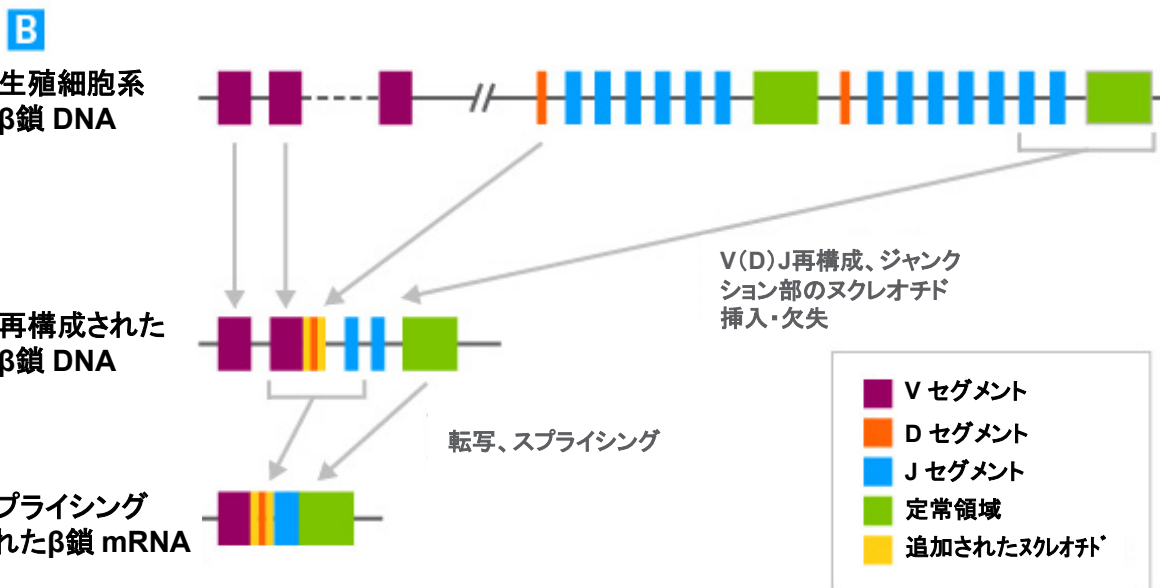 B
生殖細胞系
β鎖 DNA
V(D)J再構成、ジャンク
ション部のヌクレオチド
挿入・欠失
再構成された
β鎖 DNA
転写、スプライシング
プライシング
れたβ鎖 mRNA
V セグメント
D セグメント
J セグメント
定常領域
追加されたヌクレオチド